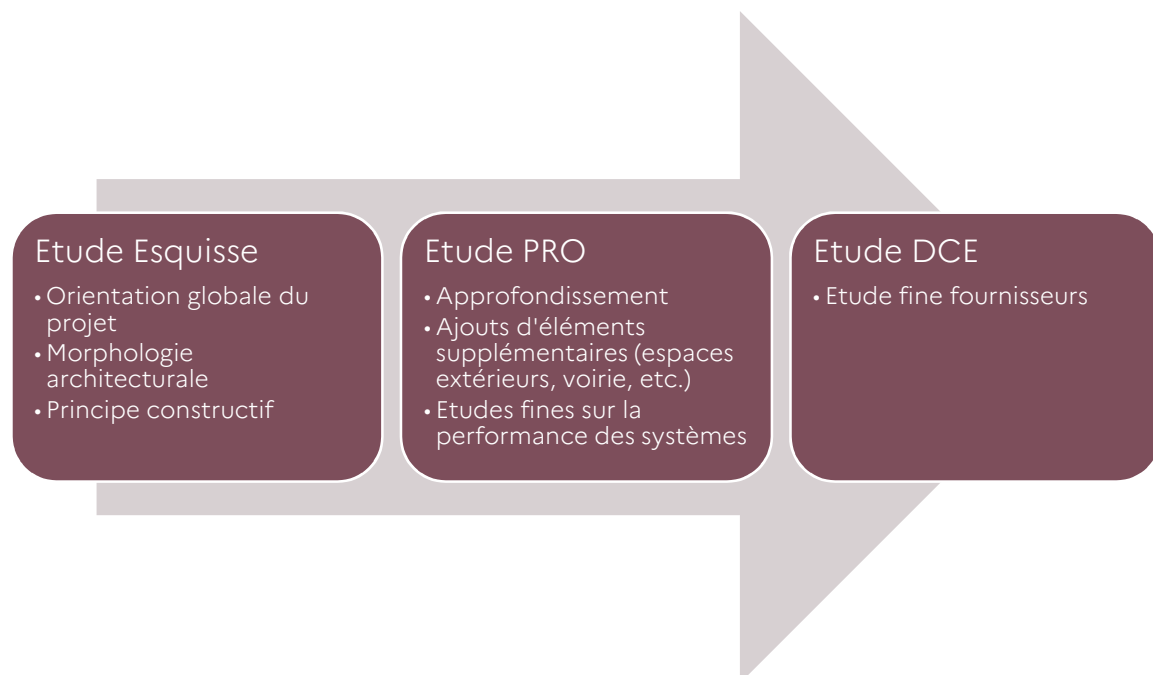 Etude Esquisse
• Orientation globale du
projet
• Morphologie
architecturale
• Principe constructif
Etude PRO
• Approfondissement
• Ajouts d'éléments
supplémentaires (espaces
extérieurs, voirie, etc.)
• Etudes fines sur la
performance des systèmes
Etude DCE
• Etude fine fournisseurs